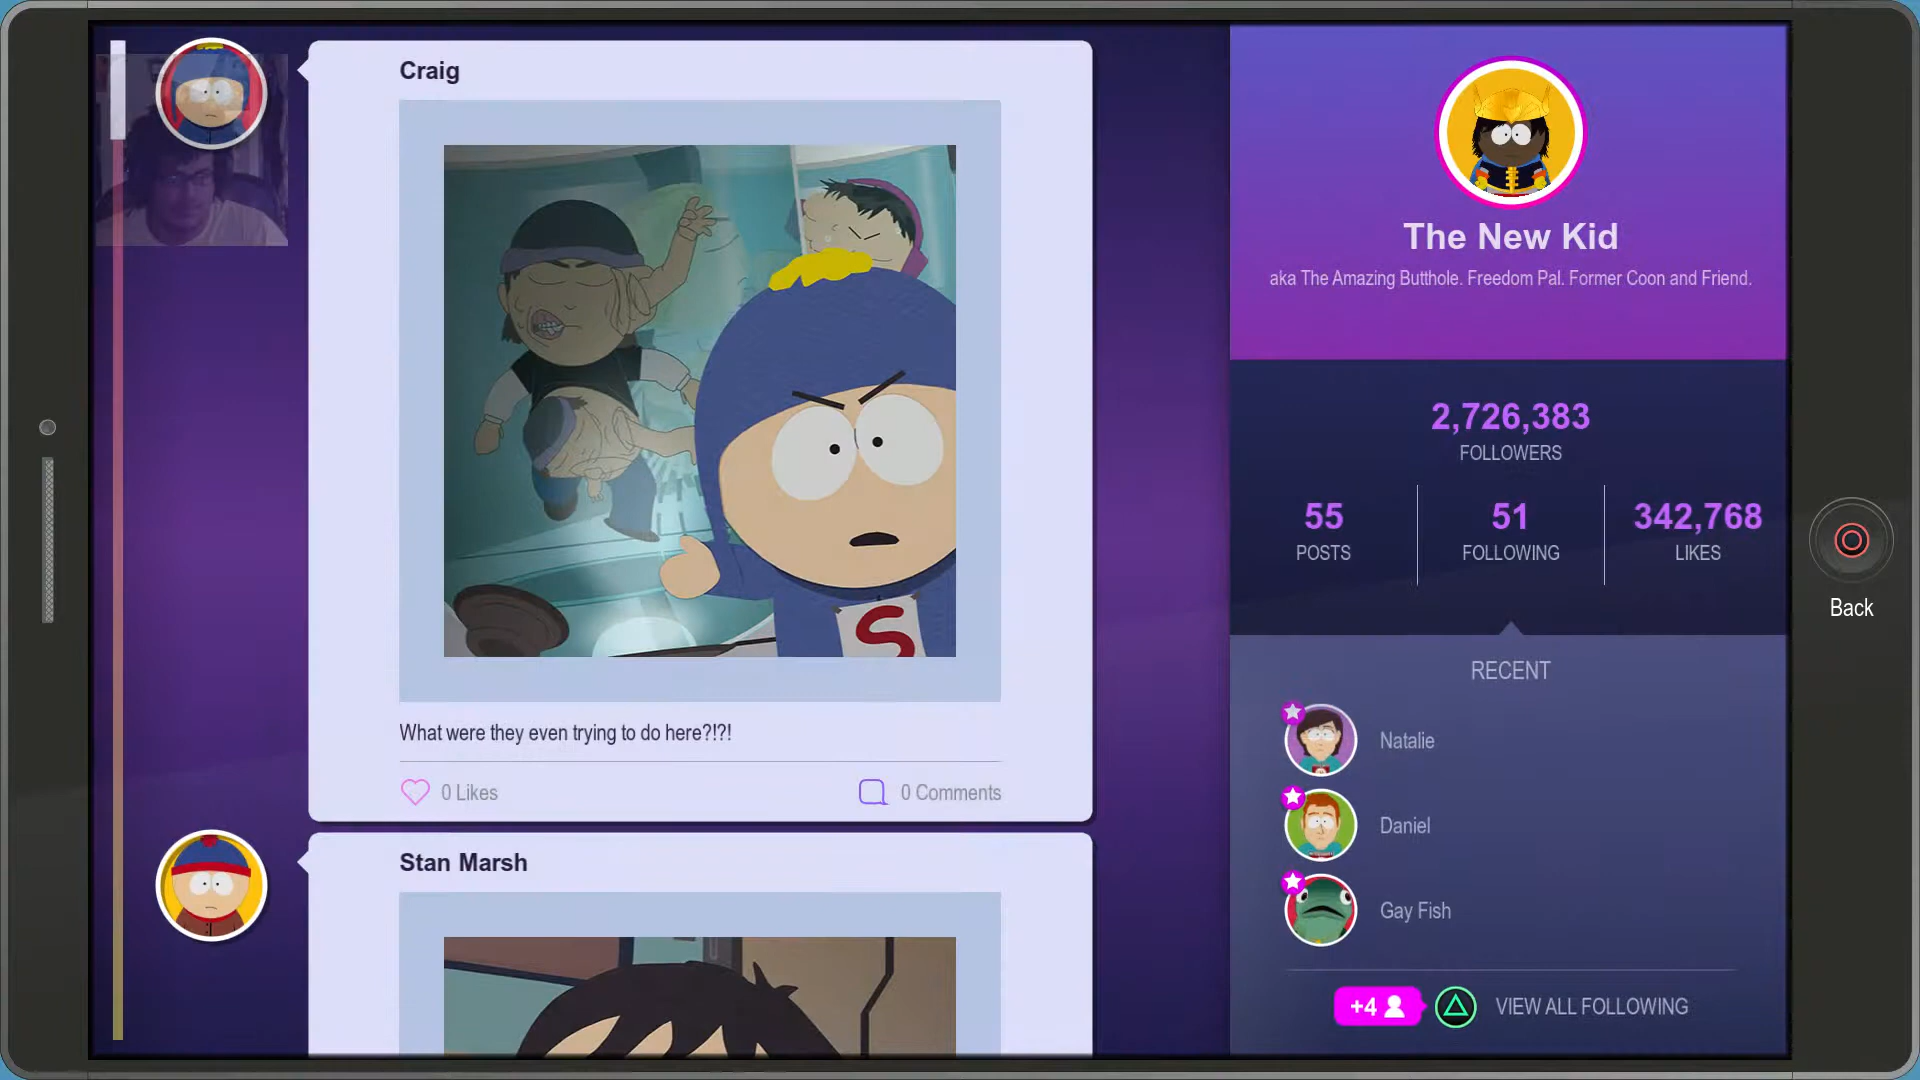 Craig
S
What were they even trying to do here?!?!
0 Likes
0 Comments
Stan Marsh
The New Kid
aka The Amazing Butthole. Freedom Pal. Former Coon and Friend.
2,726,383
FOLLOWERS
55
POSTS
51
FOLLOWING
342,768
LIKES
RECENT
Natalie
Daniel
Gay Fish
+4
VIEW ALL FOLLOWING
Back